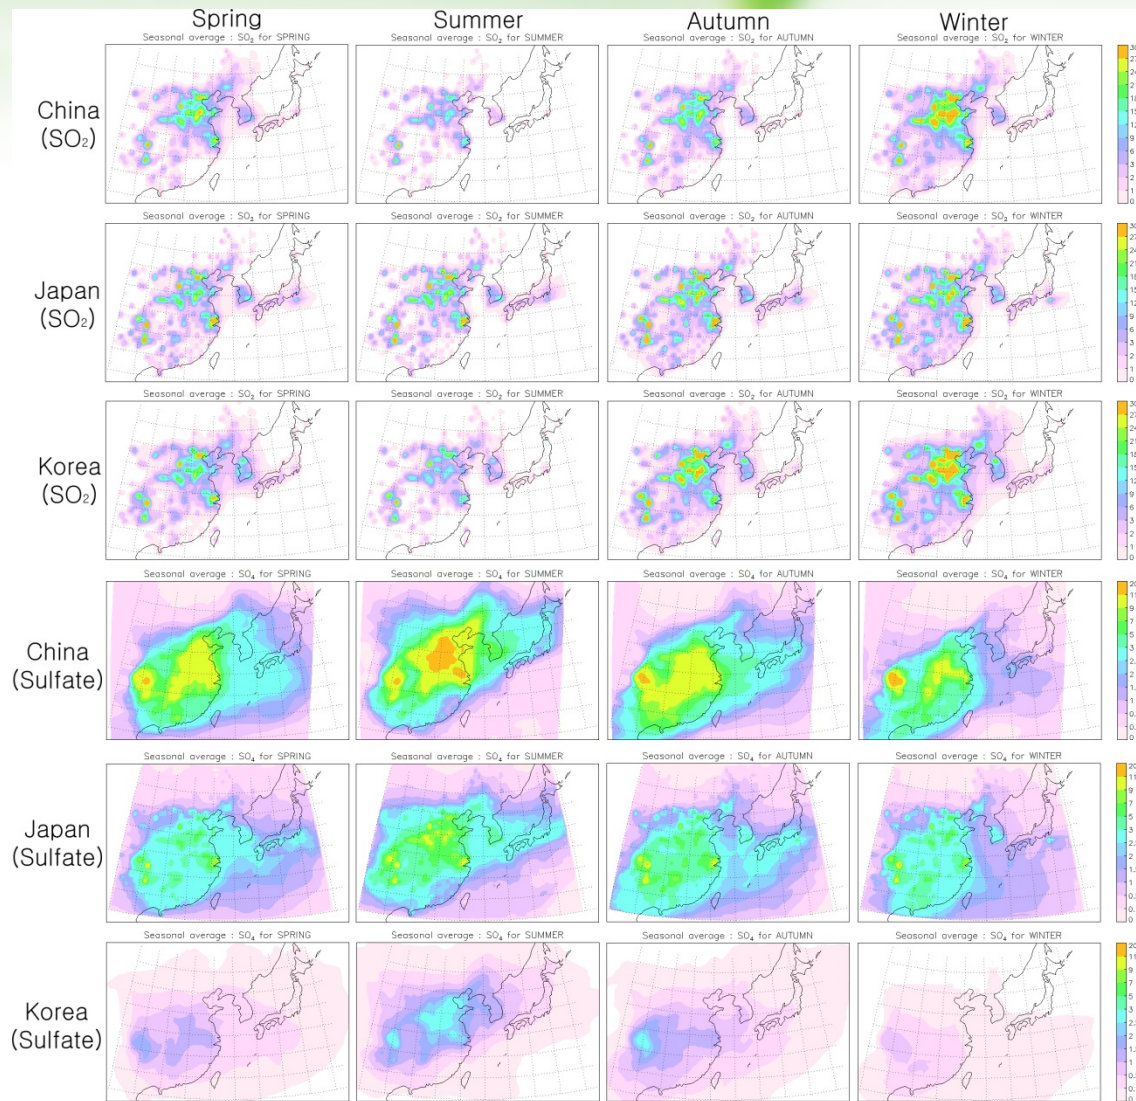 Spring Summer Autumn Winter
Seasonal average : SO₂ for SPRING Seasonal average : SO₂ for SUMMER Seasonal average : SO₂ for AUTUMN Seasonal average : SO₂ for WINTER
China
(SO₂)
Seasonal average : SO₂ for SPRING Seasonal average : SO₂ for SUMMER Seasonal average : SO₂ for AUTUMN Seasonal average : SO₂ for WINTER
Japan
(SO₂)
Seasonal average : SO₂ for SPRING Seasonal average : SO₂ for SUMMER Seasonal average : SO₂ for AUTUMN Seasonal average : SO₂ for WINTER
Korea
(SO₂)
Seasonal average : SO₄ for SPRING Seasonal average : SO₄ for SUMMER Seasonal average : SO₄ for AUTUMN Seasonal average : SO₄ for WINTER
China
(Sulfate)
Seasonal average : SO₄ for SPRING Seasonal average : SO₄ for SUMMER Seasonal average : SO₄ for AUTUMN Seasonal average : SO₄ for WINTER
Japan
(Sulfate)
Seasonal average : SO₄ for SPRING Seasonal average : SO₄ for SUMMER Seasonal average : SO₄ for AUTUMN Seasonal average : SO₄ for WINTER
Korea
(Sulfate)